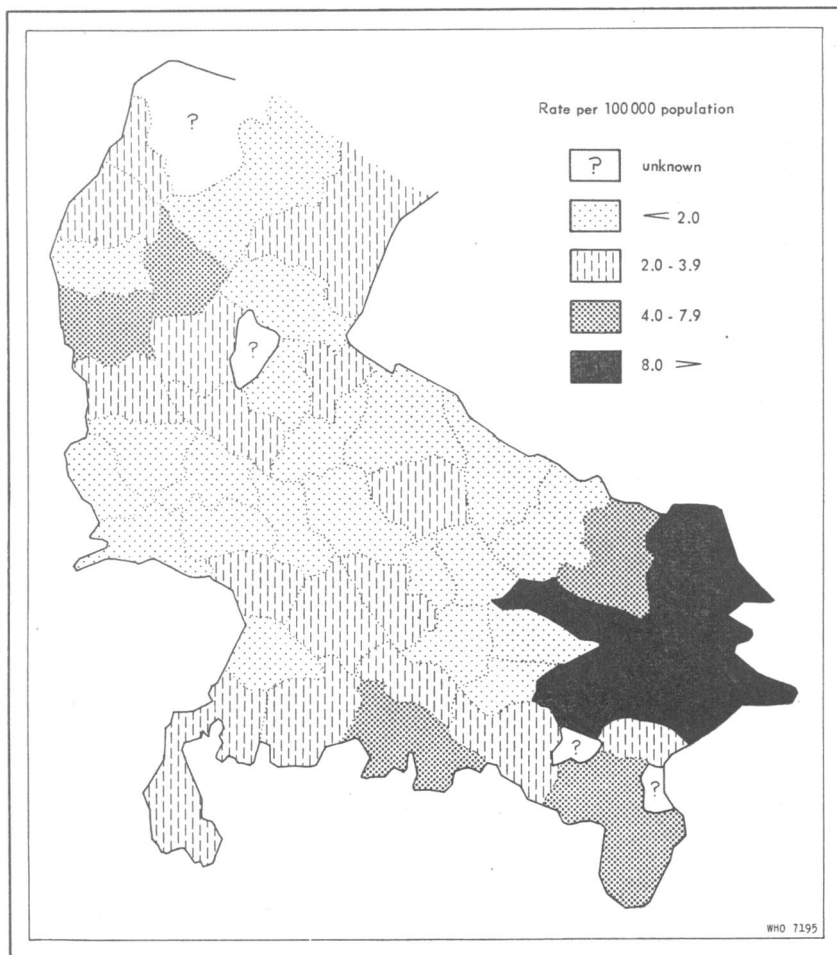 Rate per 100 000 population
? unknown
< 2.0
2.0 - 3.9
4.0 - 7.9
8.0 >
?
?
?
?
WHO 7195